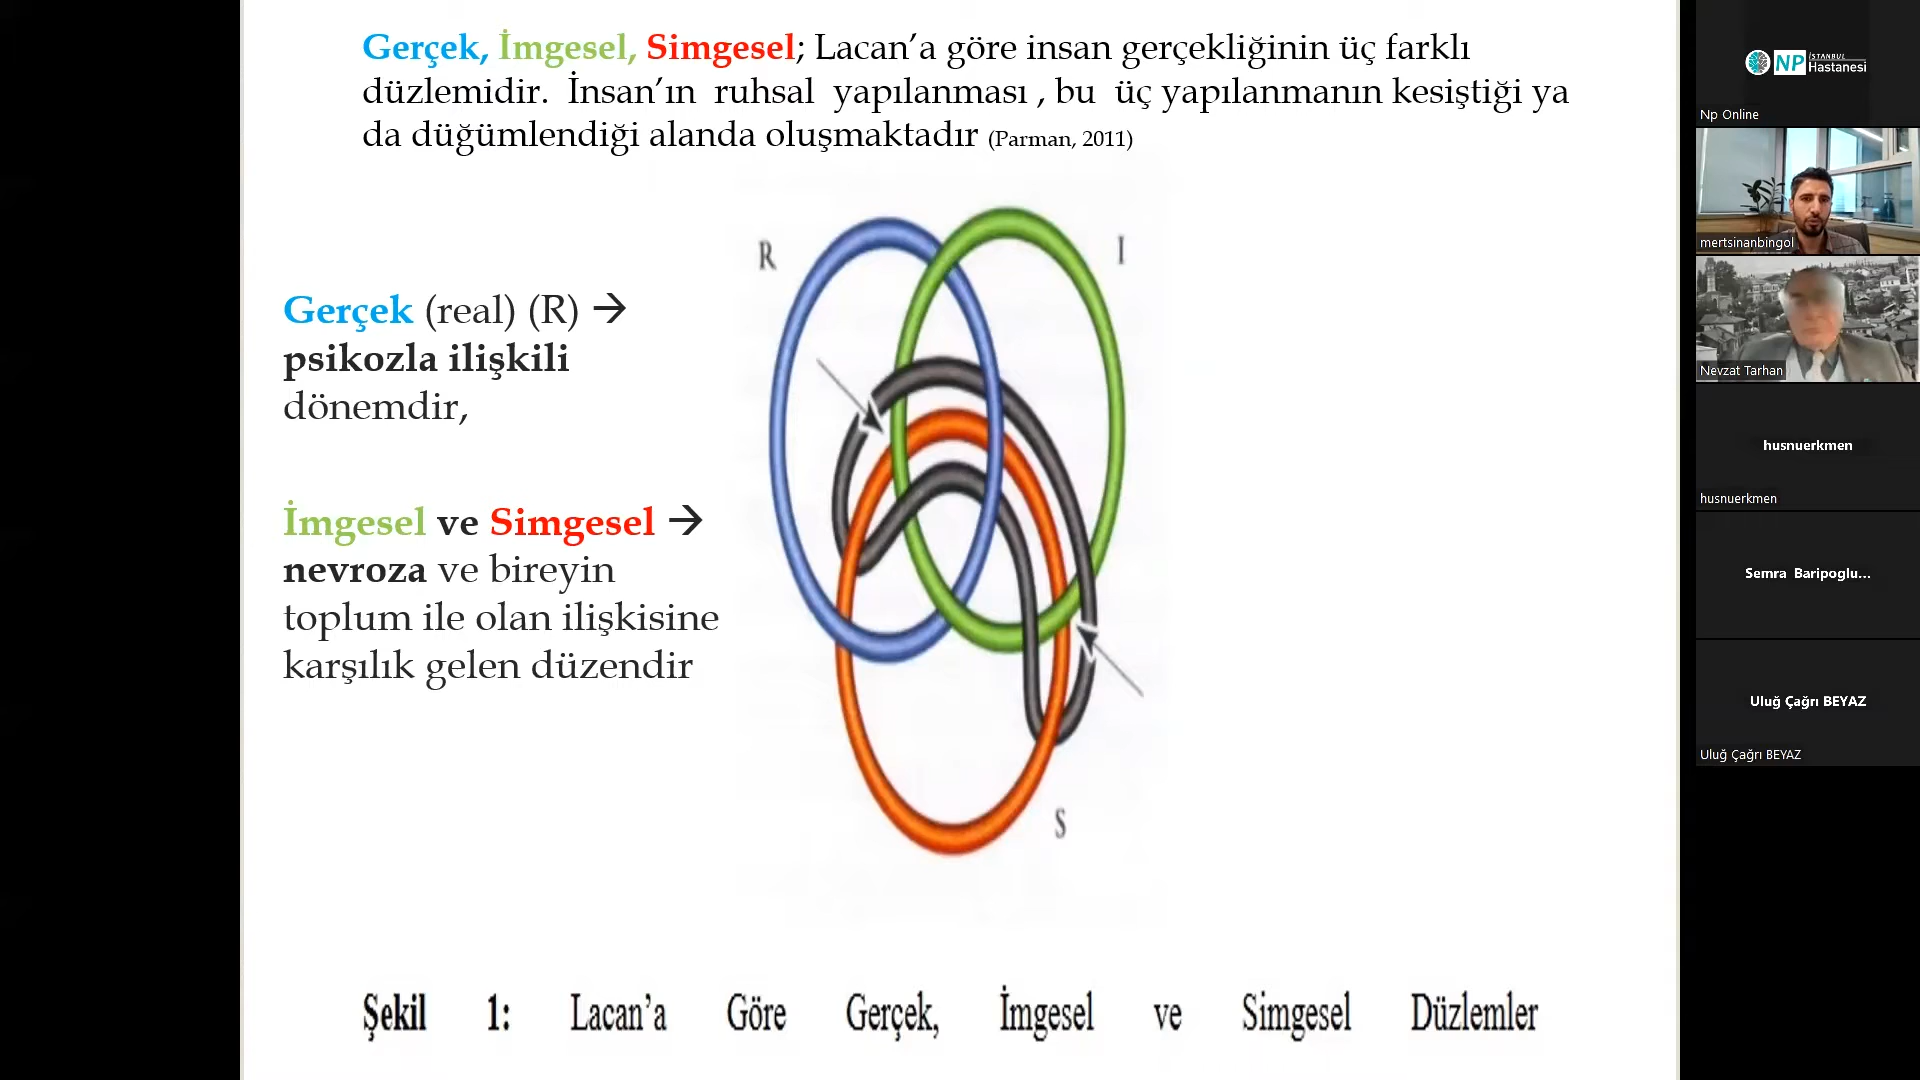 Gerçek, İmgesel, Simgesel; Lacan’a göre insan gerçekliğinin üç farklı
düzlemidir. İnsan’ın ruhsal yapılanması , bu üç yapılanmanın kesiştiği ya
da düğümlendiği alanda oluşmaktadır (Parman, 2011)
R
I
Gerçek (real) (R) →
psikozla ilişkili
dönemdir,
İmgesel ve Simgesel →
nevroza ve bireyin
toplum ile olan ilişkisine
karşılık gelen düzendir
S
Şekil 1: Lacan’a Göre Gerçek, İmgesel ve Simgesel Düzlemler
NP İSTANBUL Hastanesi
Np Online
mertsinanbingol
Nevzat Tarhan
husnuerkmen
husnuerkmen
Semra Baripoglu...
Uluğ Çağrı BEYAZ
Uluğ Çağrı BEYAZ